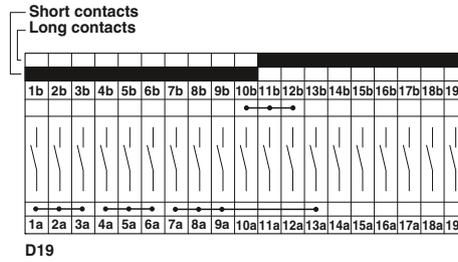 Short contacts
Long contacts
1b 2b 3b 4b 5b 6b 7b 8b 9b 10b 11b 12b 13b 14b 15b 16b 17b 18b 19
1a 2a 3a 4a 5a 6a 7a 8a 9a 10a 11a 12a 13a 14a 15a 16a 17a 18a 19
D19